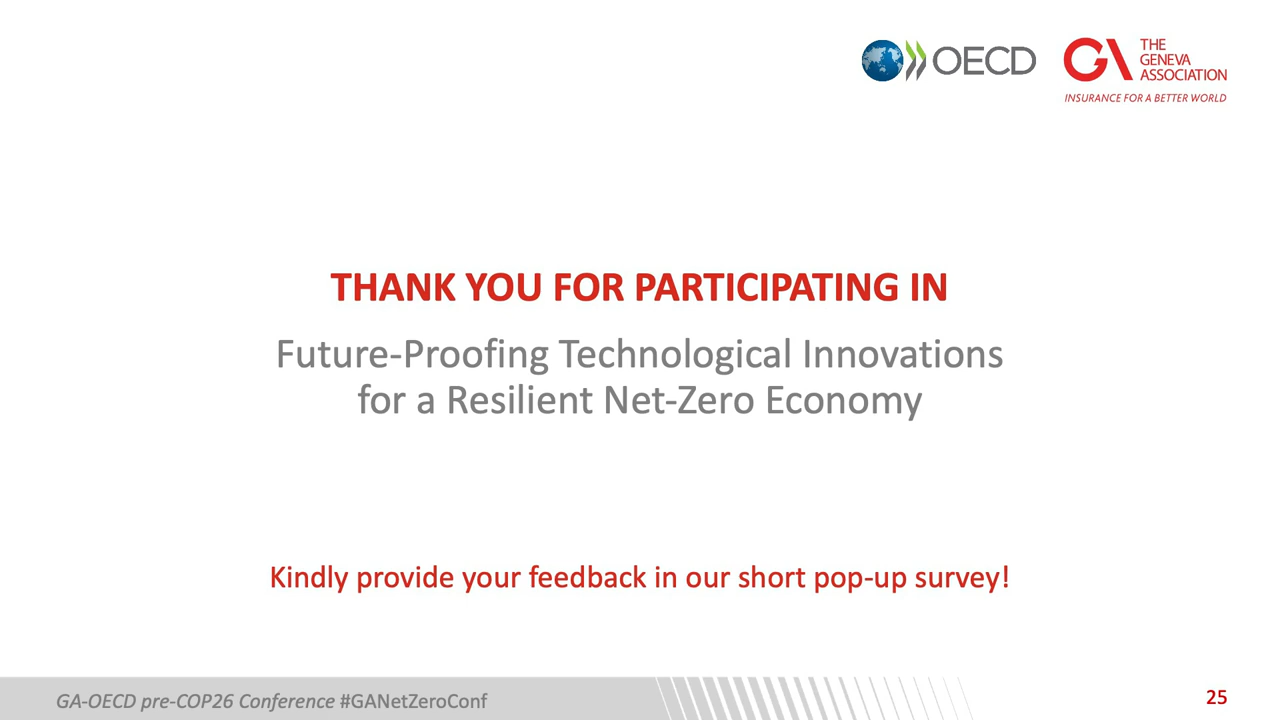 OECD
THE
GENEVA
ASSOCIATION
INSURANCE FOR A BETTER WORLD
THANK YOU FOR PARTICIPATING IN
Future-Proofing Technological Innovations
for a Resilient Net-Zero Economy
Kindly provide your feedback in our short pop-up survey!
GA-OECD pre-COP26 Conference #GANetZeroConf
25